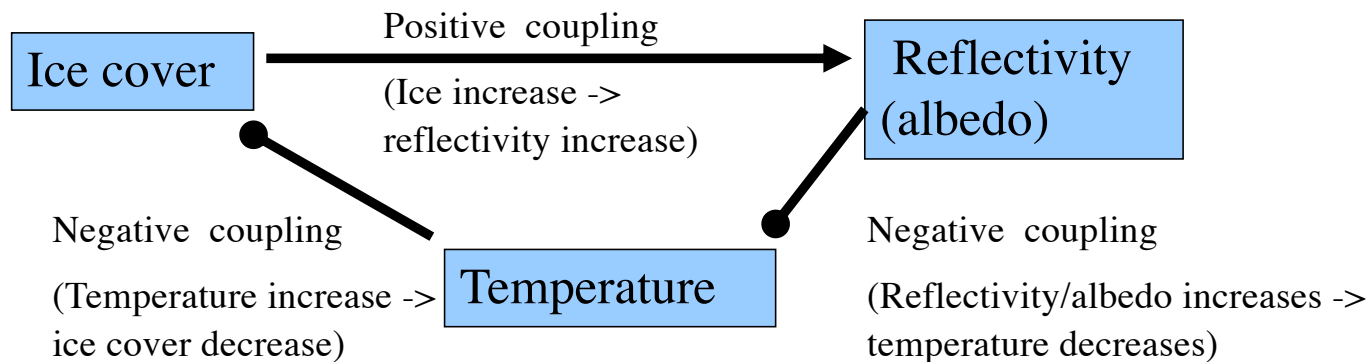 Ice cover
Positive coupling
(Ice increase ->
reflectivity increase)
Reflectivity
(albedo)
Negative coupling
(Temperature increase ->
ice cover decrease)
Temperature
Negative coupling
(Reflectivity/albedo increases ->
temperature decreases)